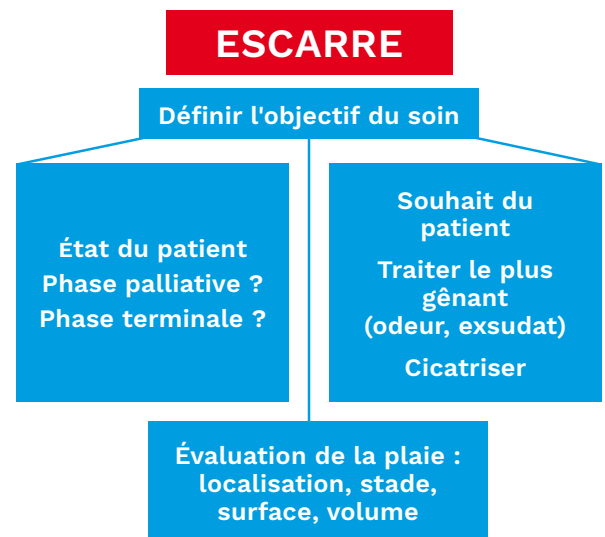 ESCARRE
Définir l'objectif du soin
État du patient
Phase palliative ?
Phase terminale ?
Souhait du
patient
Traiter le plus
gênant
(odeur, exsudat)
Cicatriser
Évaluation de la plaie :
localisation, stade,
surface, volume